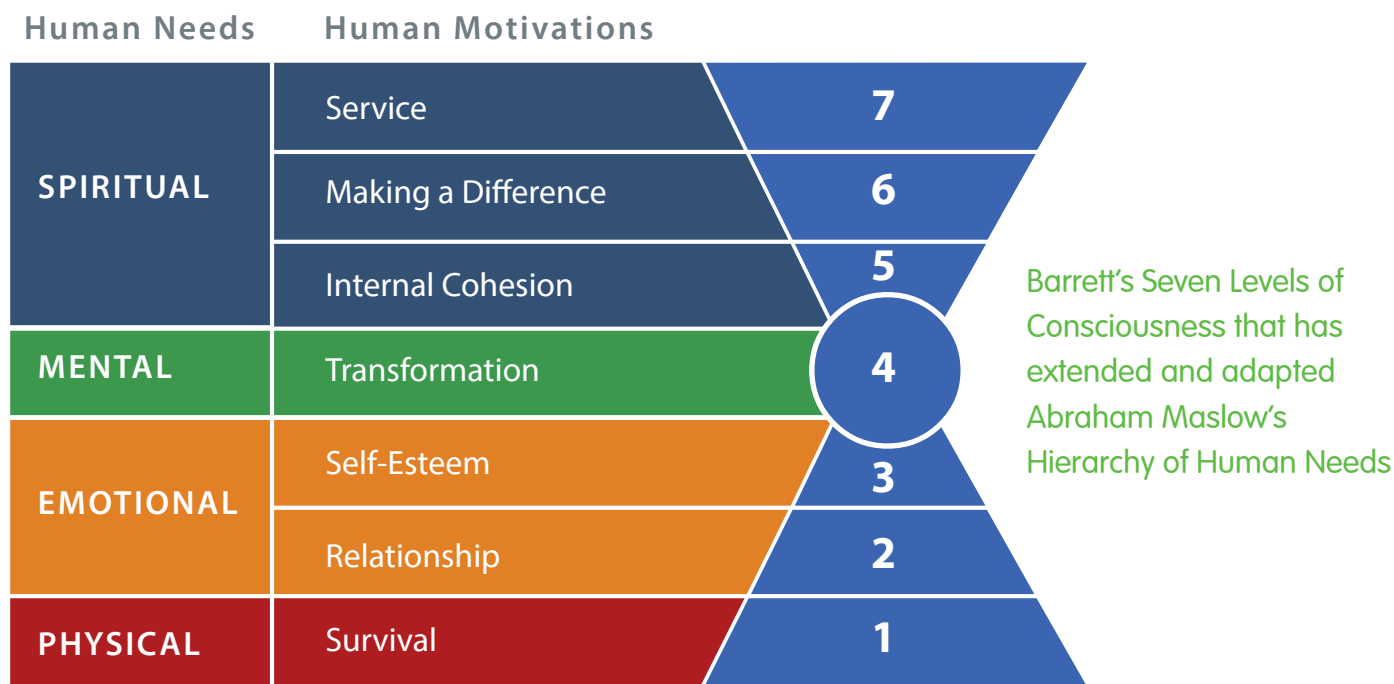 Human Needs Human Motivations
SPIRITUAL
Service 7
Making a Difference 6
Internal Cohesion 5
MENTAL Transformation 4
EMOTIONAL
Self-Esteem 3
Relationship 2
PHYSICAL Survival 1
Barrett's Seven Levels of
Consciousness that has
extended and adapted
Abraham Maslow's
Hierarchy of Human Needs